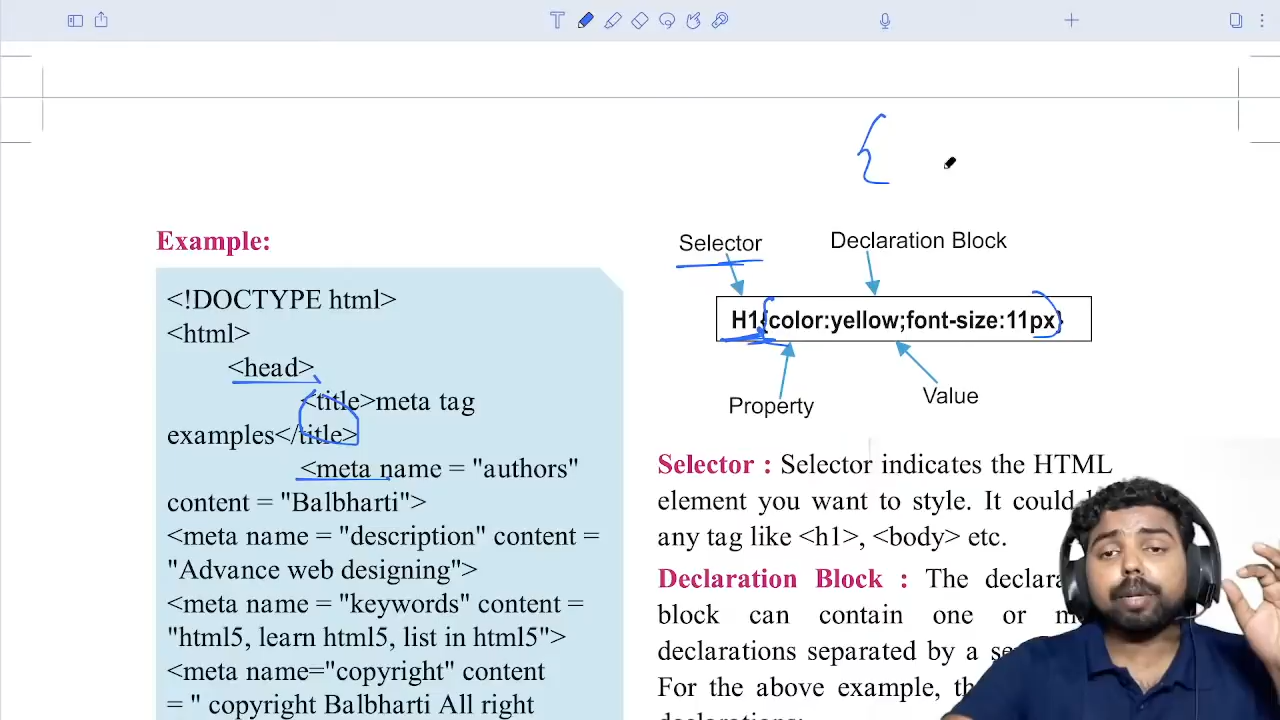 {
Example:
<!DOCTYPE html>
<html>
<head>
<title>meta tag
examples</title>
<meta name = "authors"
content = "Balbharti">
<meta name = "description" content =
"Advance web designing">
<meta name = "keywords" content =
"html5, learn html5, list in html5">
<meta name="copyright" content
= " copyright Balbharti All right
Selector
Declaration Block
H1{color:yellow;font-size:11px}
Property
Value
Selector : Selector indicates the HTML
element you want to style. It could
any tag like <h1>, <body> etc.
Declaration Block : The
block can contain one or
declarations separated by a
For the above example,